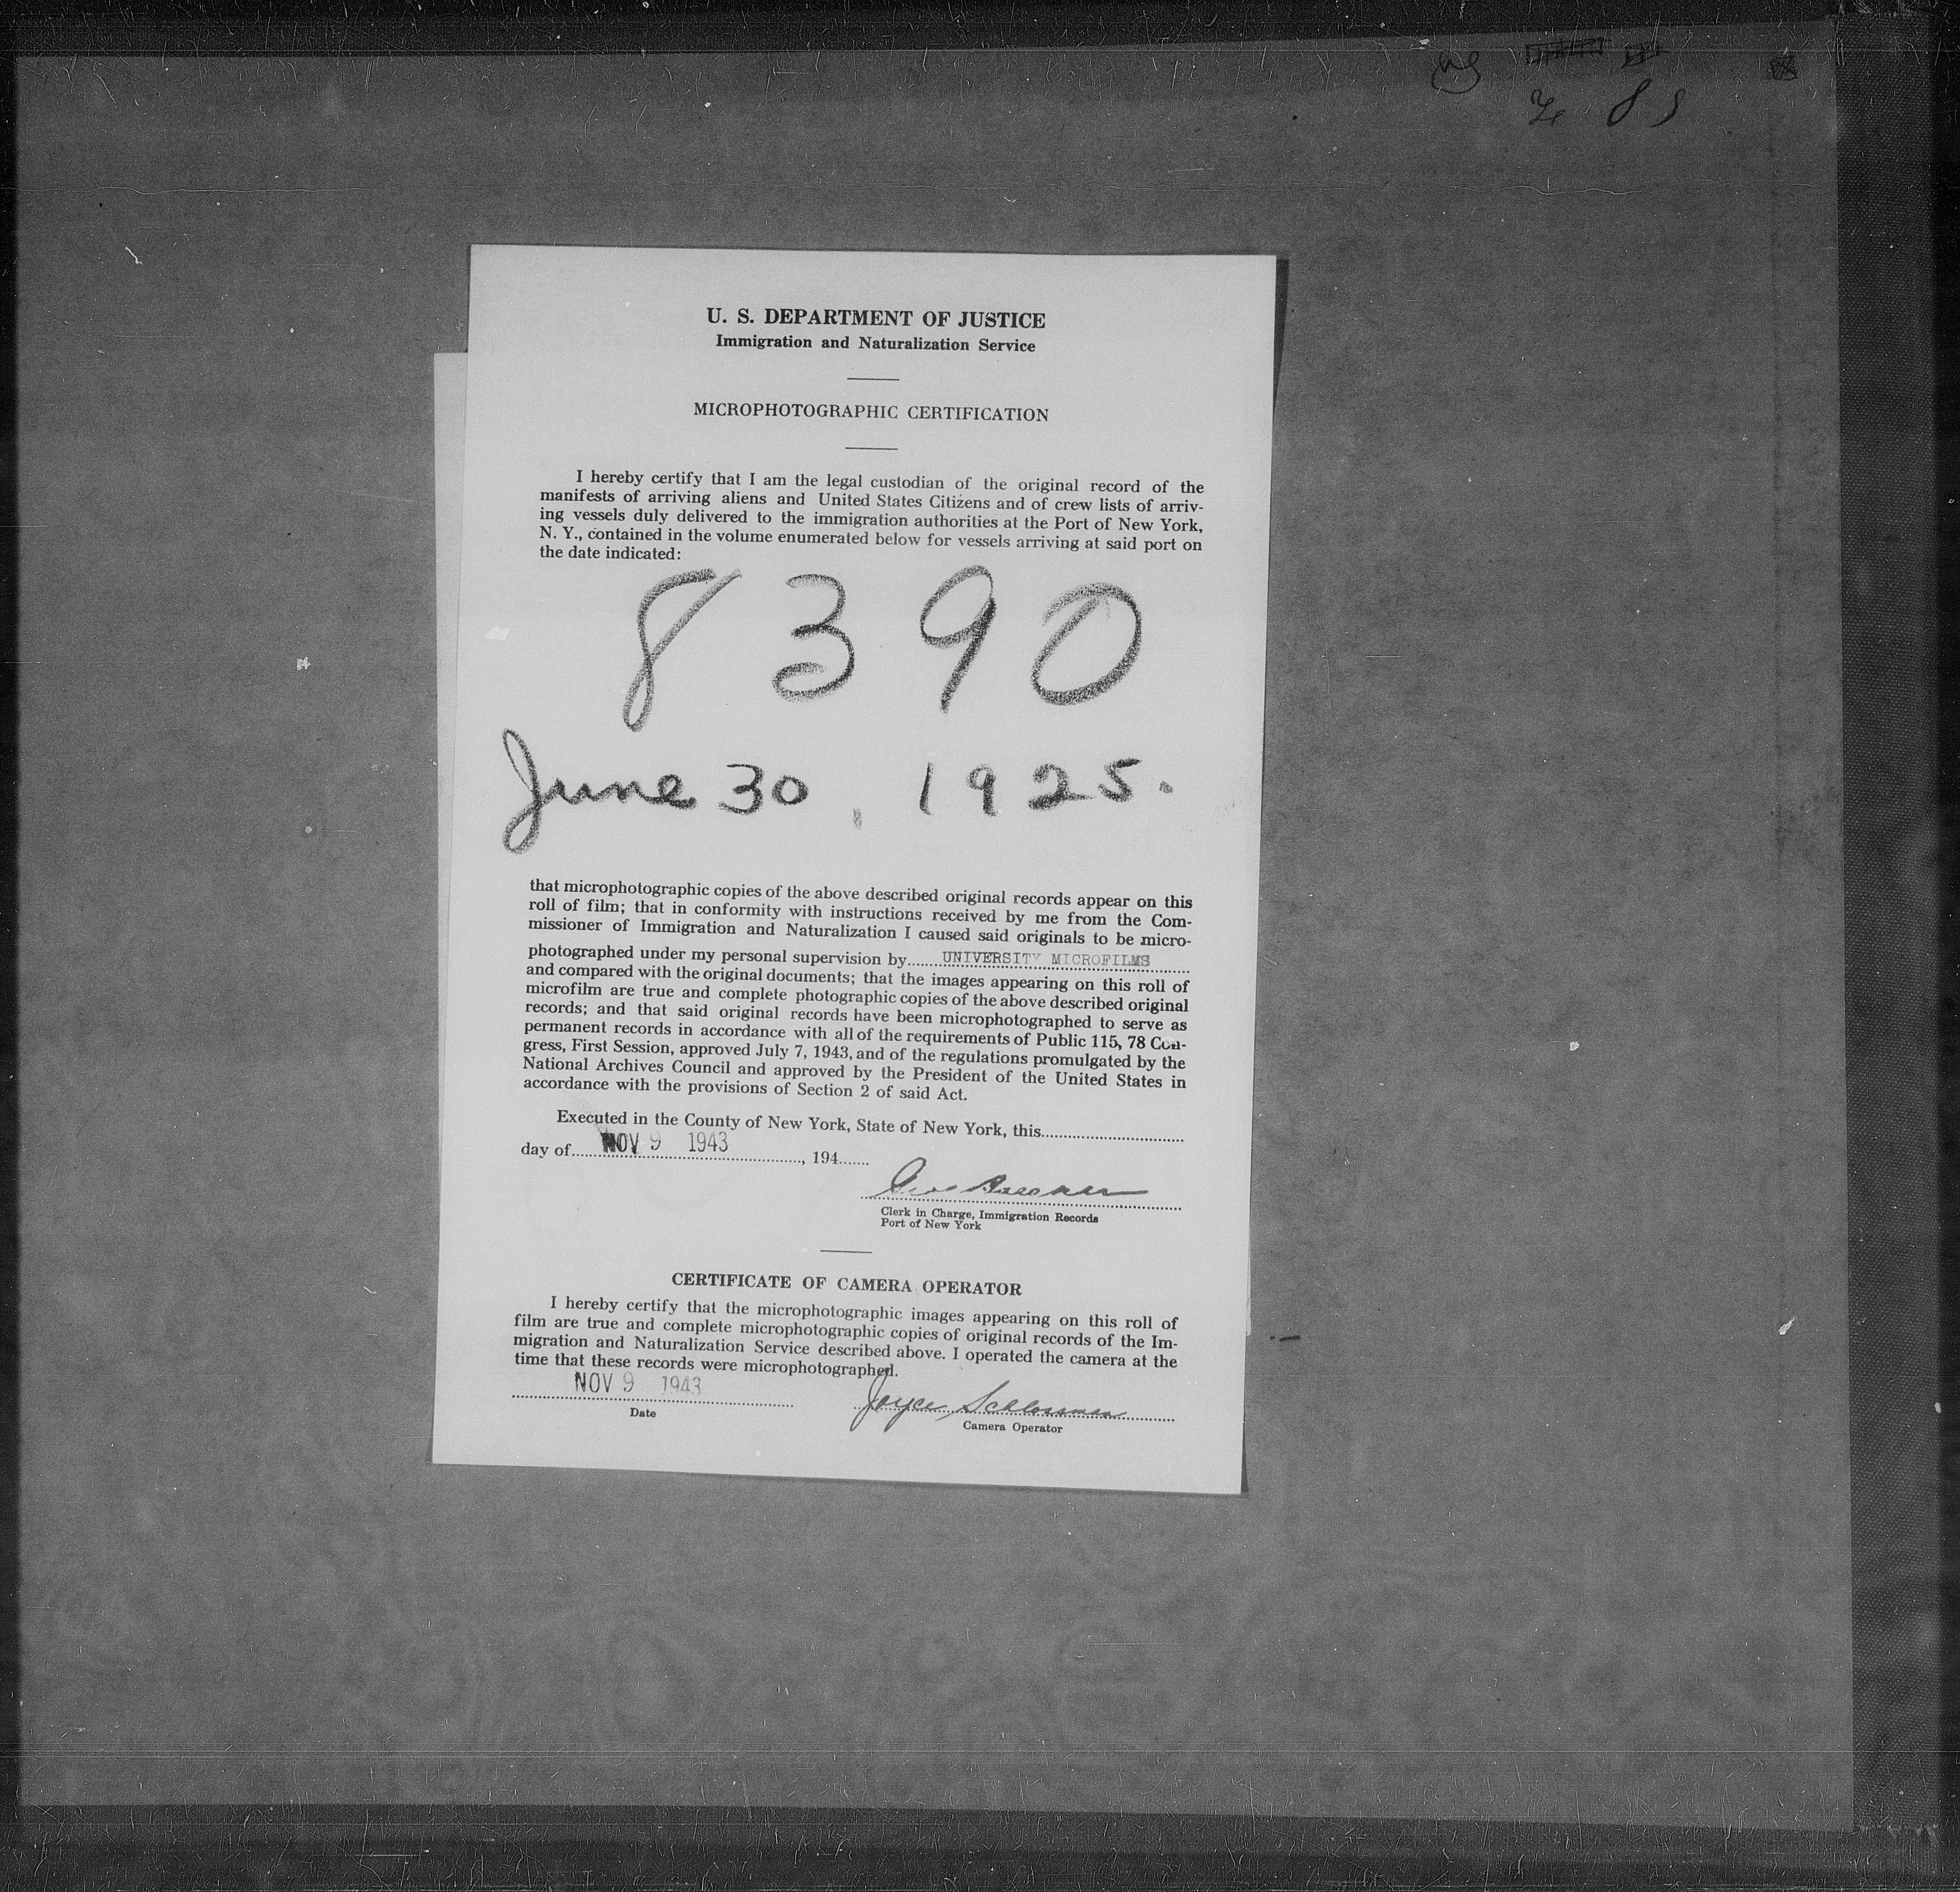 U. S. DEPARTMENT OF JUSTICE
Immigration and Naturalization Service
MICROPHOTOGRAPHIC CERTIFICATION
I hereby certify that I am the legal custodian of the original record of the
manifests of arriving aliens and United States Citizens and of crew lists of arriv-
ing vessels duly delivered to the immigration authorities at the Port of New York,
N. Y., contained in the volume enumerated below for vessels arriving at said port on
the date indicated:
8390
June 30, 1925.
that microphotographic copies of the above described original records appear on this
roll of film; that in conformity with instructions received by me from the Com-
missioner of Immigration and Naturalization I caused said originals to be micro-
photographed under my personal supervision by UNIVERSITY MICROFILMS
and compared with the original documents; that the images appearing on this roll of
microfilm are true and complete photographic copies of the above described original
records; and that said original records have been microphotographed to serve as
permanent records in accordance with all of the requirements of Public 115, 78 Con-
gress, First Session, approved July 7, 1943, and of the regulations promulgated by the
National Archives Council and approved by the President of the United States in
accordance with the provisions of Section 2 of said Act.
Executed in the County of New York, State of New York, this
day of NOV 9 1943, 194
Clerk in Charge, Immigration Records
Port of New York
CERTIFICATE OF CAMERA OPERATOR
I hereby certify that the microphotographic images appearing on this roll of
film are true and complete microphotographic copies of original records of the Im-
migration and Naturalization Service described above. I operated the camera at the
time that these records were microphotographed.
NOV 9 1943 Joyce Schlossman
Date
Camera Operator